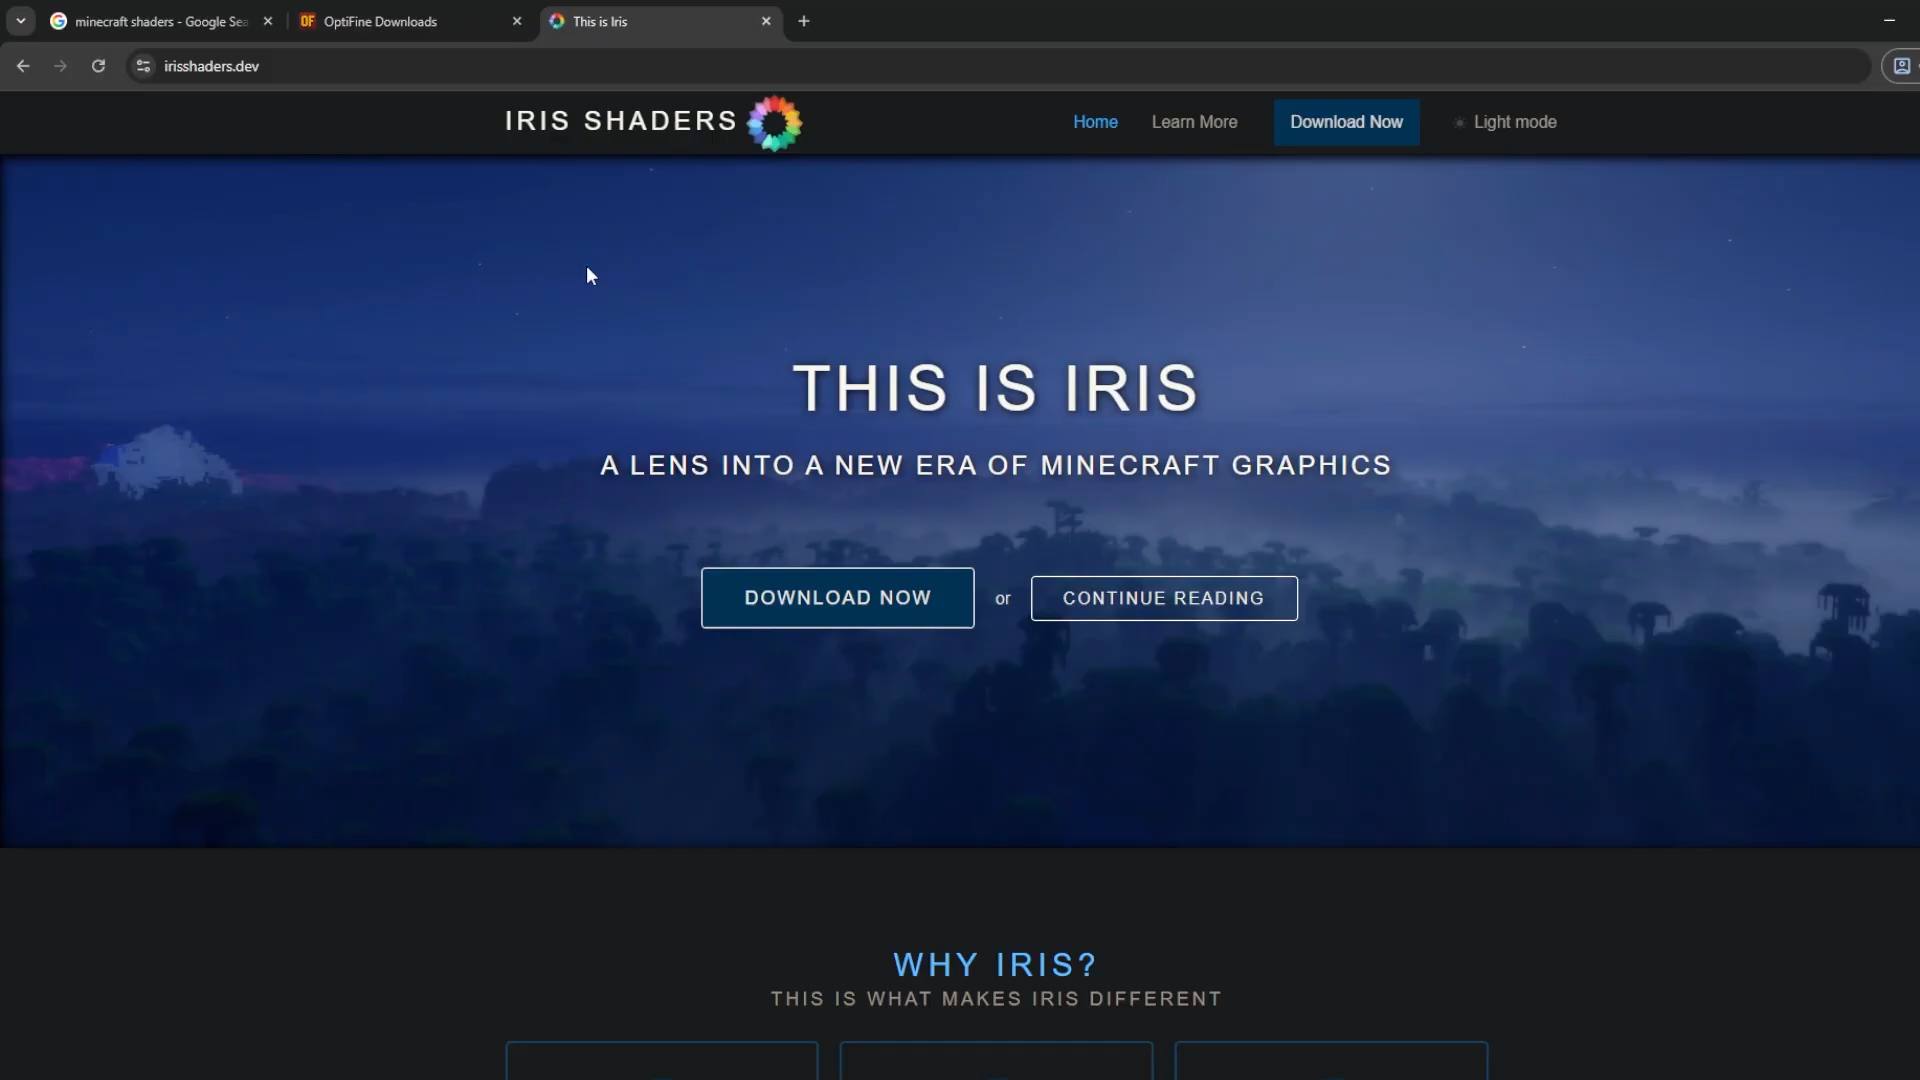 minecraft shaders - Google Sea
OptiFine Downloads
This is Iris
irisshaders.dev
IRIS SHADERS
Home
Learn More
Download Now
Light mode
THIS IS IRIS
A LENS INTO A NEW ERA OF MINECRAFT GRAPHICS
DOWNLOAD NOW
or
CONTINUE READING
WHY IRIS?
THIS IS WHAT MAKES IRIS DIFFERENT